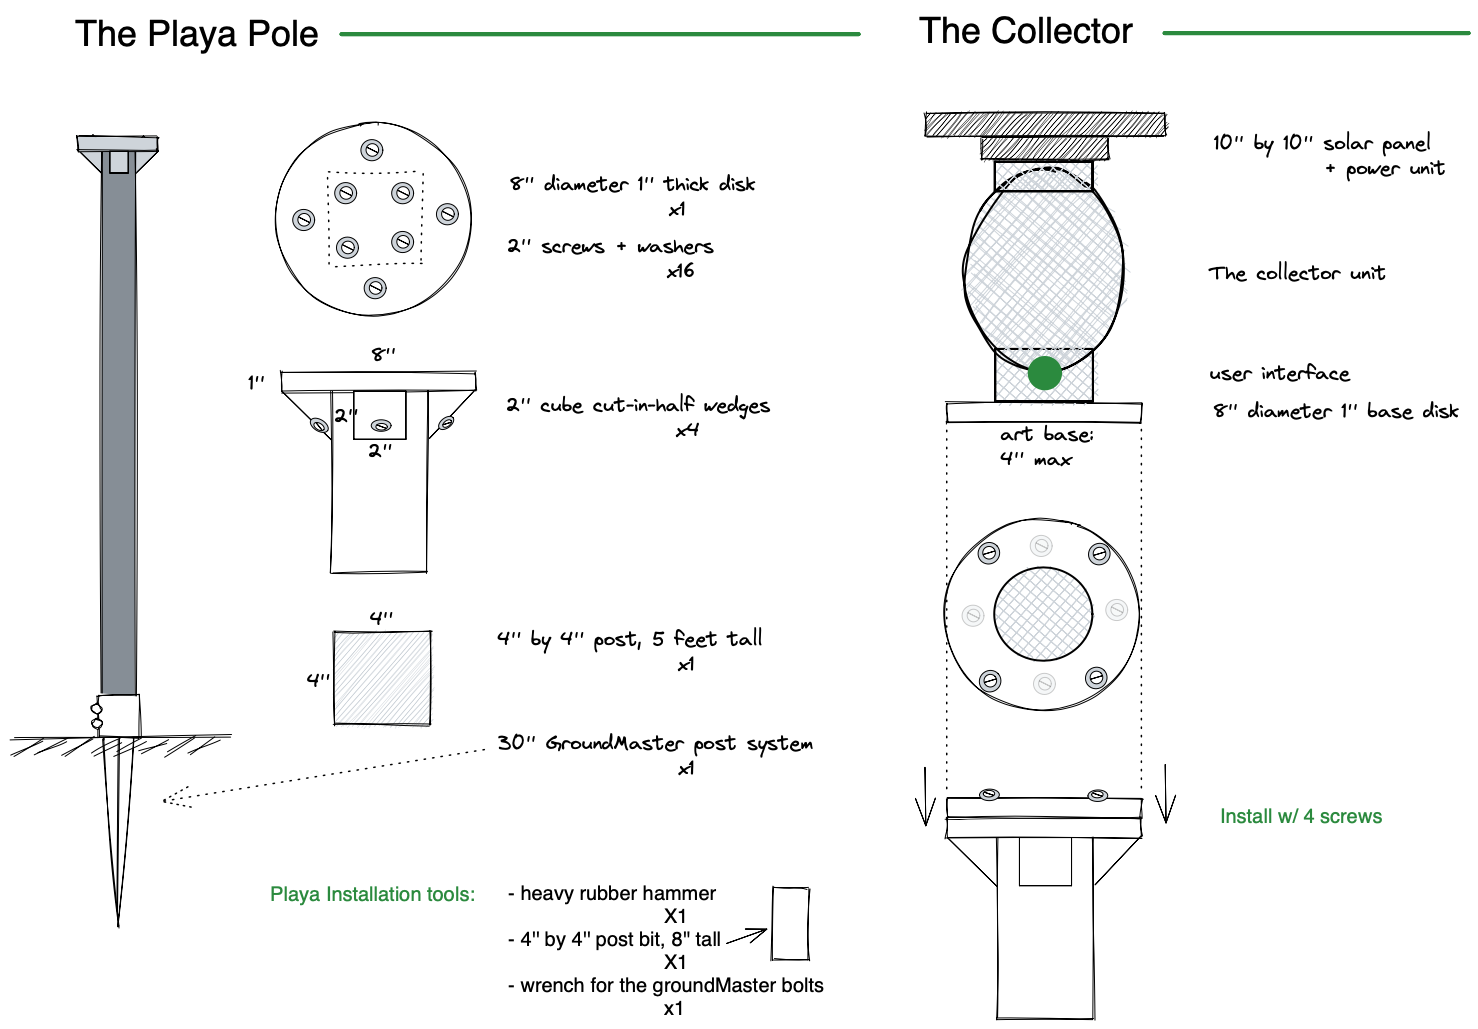 The Playa Pole
8" diameter 1" thick disk
x1
2" screws + washers
x16
8"
1"
2"
2"
2" cube cut-in-half wedges
x4
4"
4"
4" by 4" post, 5 feet tall
x1
30" GroundMaster post system
x1
Playa Installation tools:
- heavy rubber hammer
X1
- 4" by 4" post bit, 8" tall
X1
- wrench for the groundMaster bolts
x1
The Collector
10" by 10" solar panel
+ power unit
The collector unit
user interface
8" diameter 1" base disk
art base:
4" max
Install w/ 4 screws